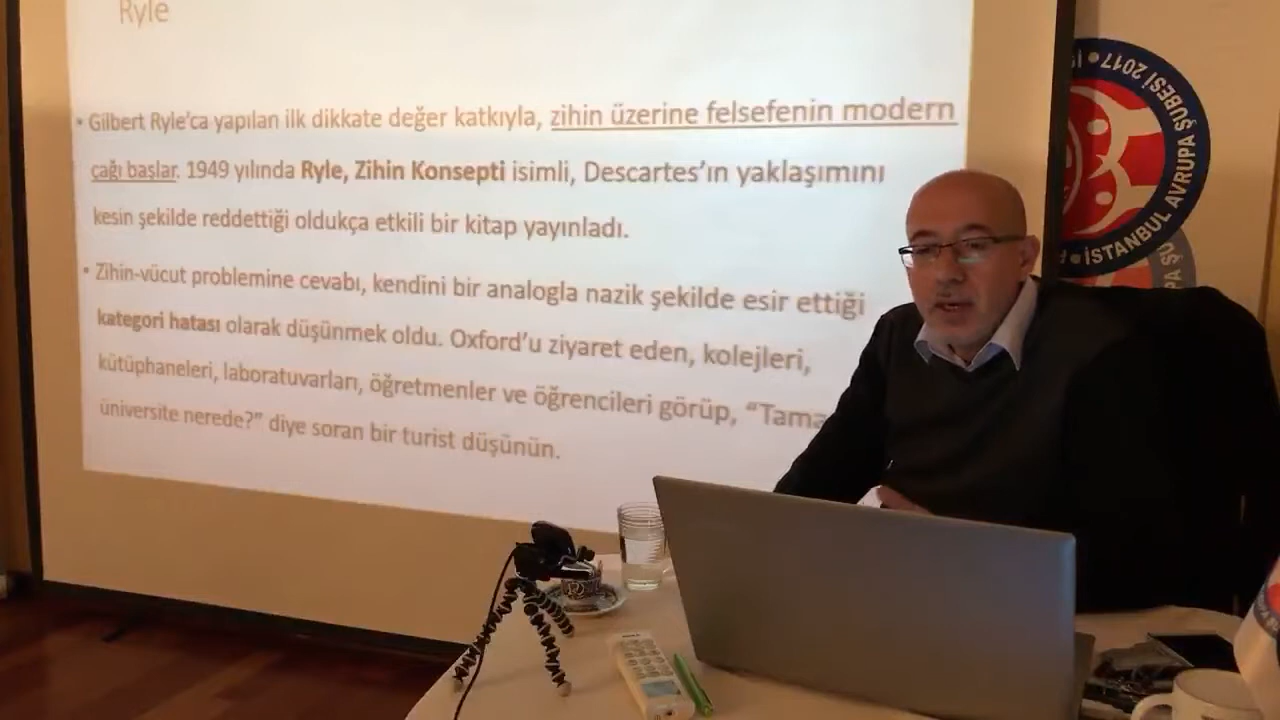 Ryle
• Gilbert Ryle'ca yapılan ilk dikkate değer katkıyla, zihin üzerine felsefenin modern
çağı başlar. 1949 yılında Ryle, Zihin Konsepti isimli, Descartes'ın yaklaşımını
kesin şekilde reddettiği oldukça etkili bir kitap yayınladı.
• Zihin-vücut problemine cevabı, kendini bir analogla nazik şekilde esir ettiği
kategori hatası olarak düşünmek oldu. Oxford'u ziyaret eden, kolejleri,
kütüphaneleri, laboratuvarları, öğretmenler ve öğrencileri görüp, “Tama
üniversite nerede?” diye soran bir turist düşünün.
İSTANBUL AVRUPA ŞUBESİ 2017